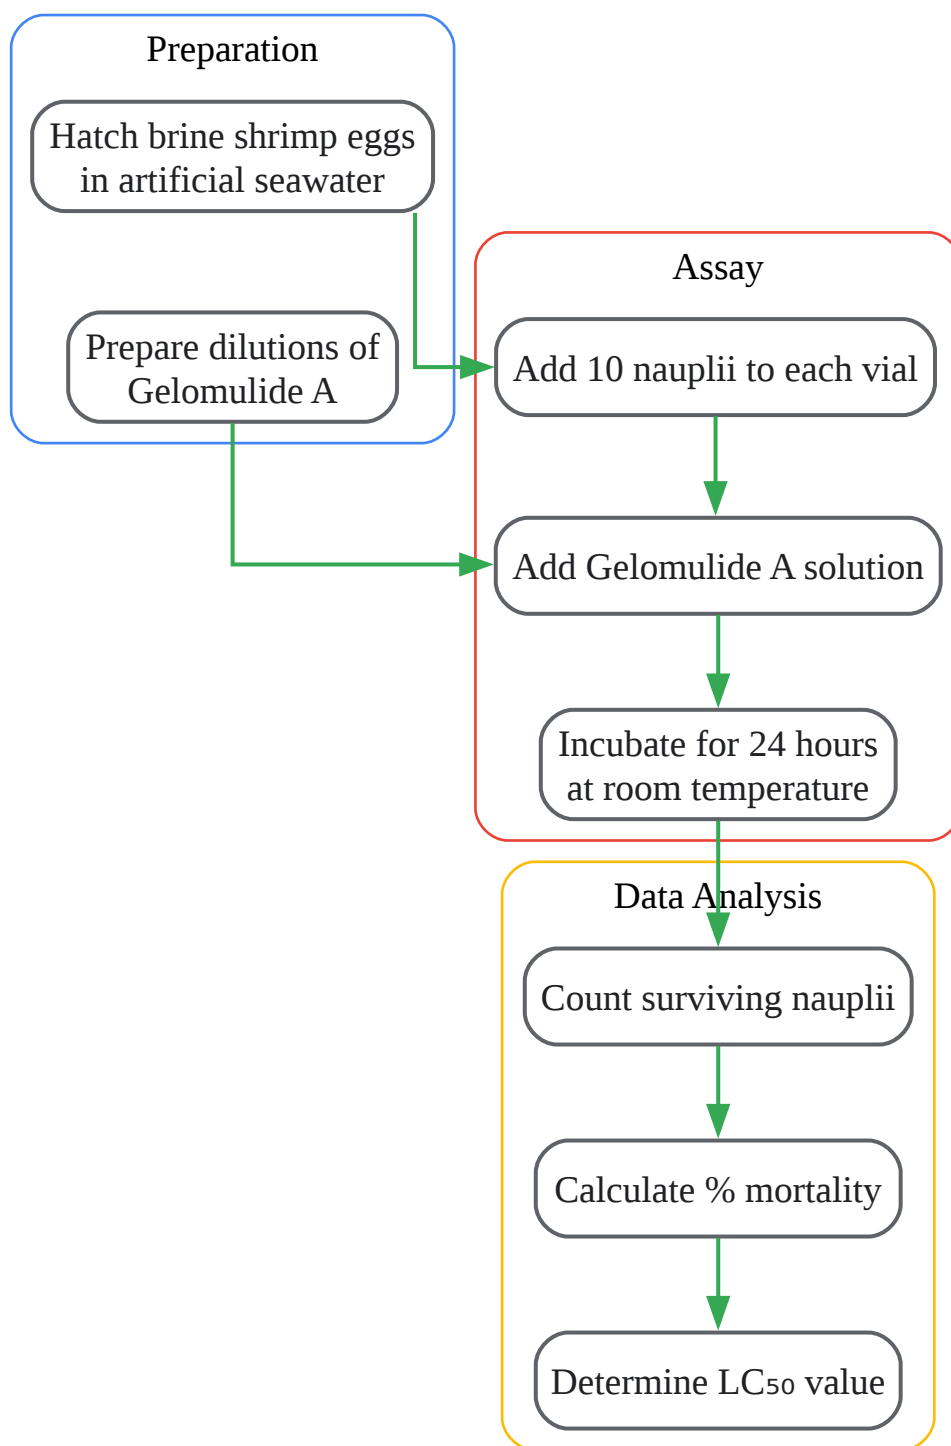 Preparation
Hatch brine shrimp eggs
in artificial seawater
Prepare dilutions of
Gelomulide A
Assay
Add 10 nauplii to each vial
Add Gelomulide A solution
Incubate for 24 hours
at room temperature
Data Analysis
Count surviving nauplii
Calculate % mortality
Determine LC₅₀ value